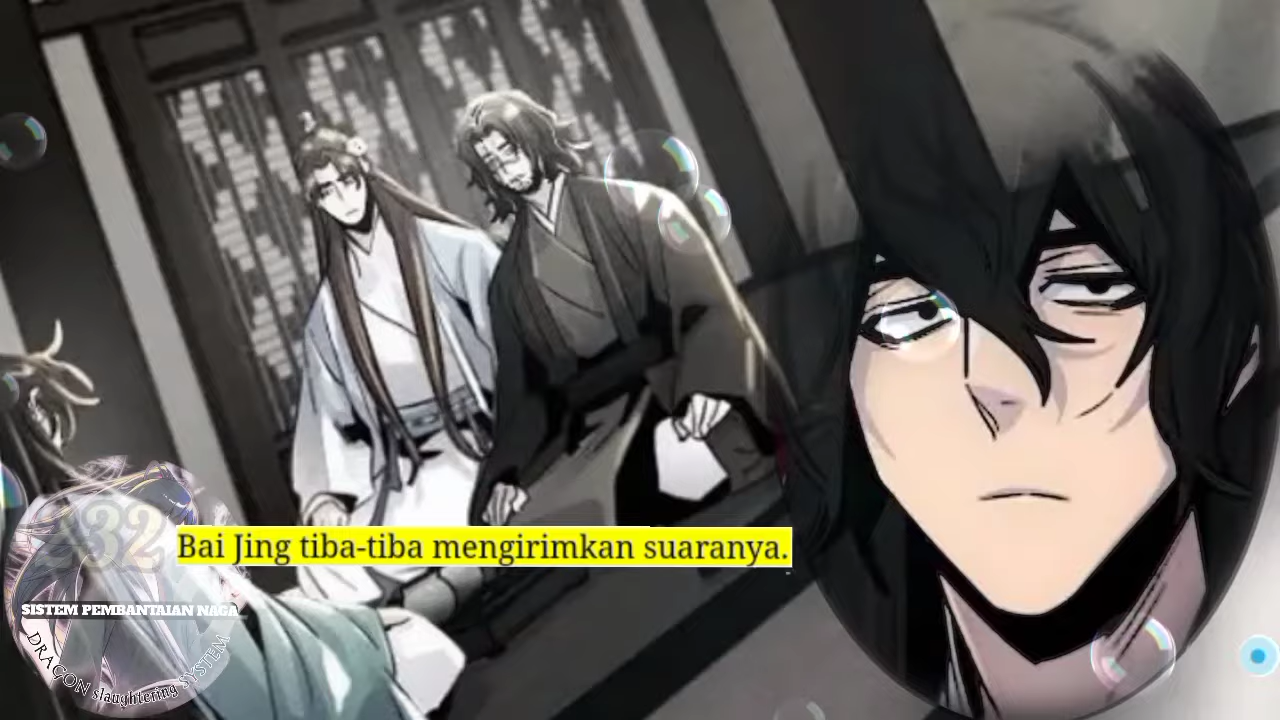 Bai Jing tiba-tiba mengirimkan suaranya.
32
SISTEM PEMBANTAIAN NAGA
DRAGON slaughtering SYSTEM